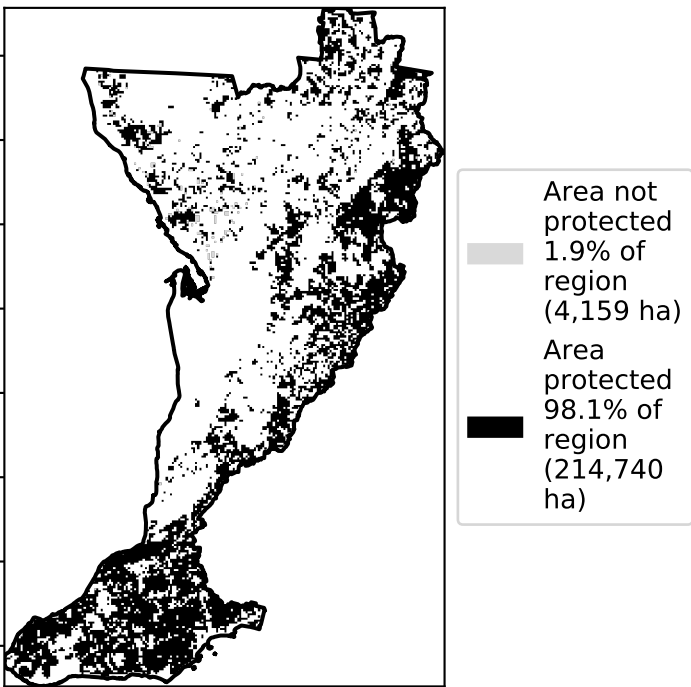 Area not
protected
1.9% of
region
(4,159 ha)
Area
protected
98.1% of
region
(214,740
ha)